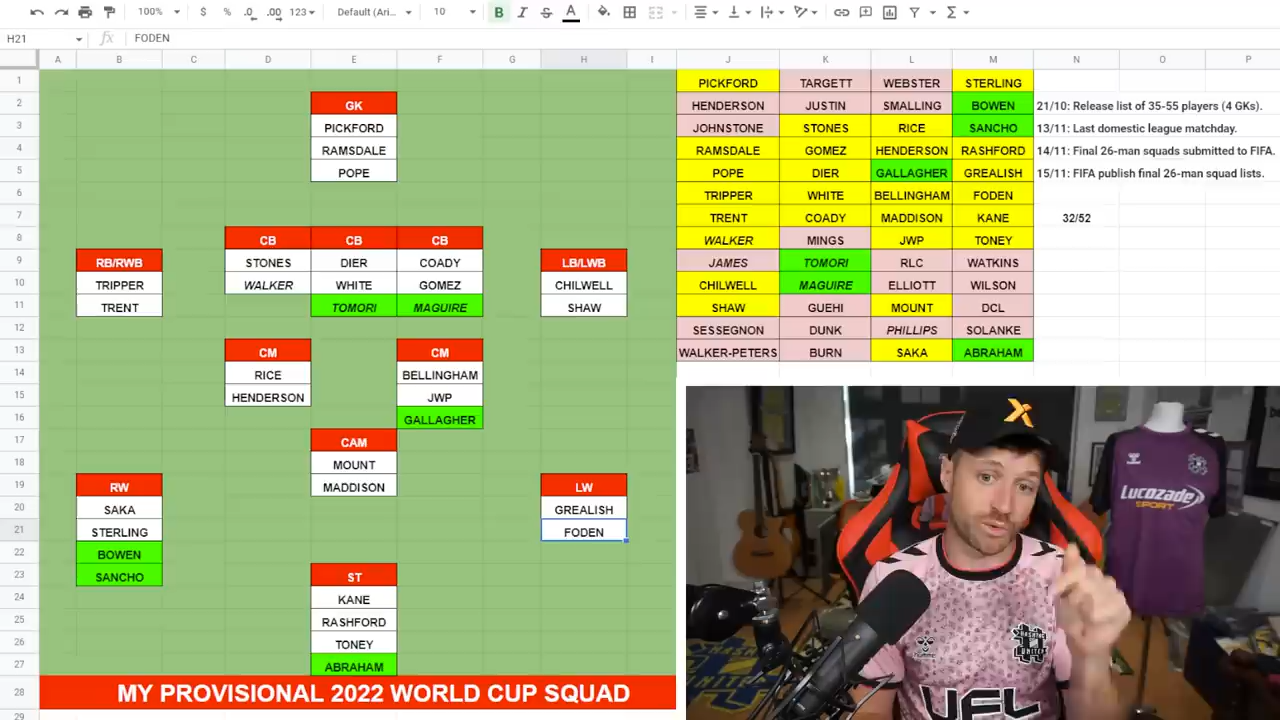 100% $ % .0 .00 123 Default (Ari... 10 B I S A Σ
H21 fx FODEN
A B C D E F G H I J K L M N O P
1 PICKFORD TARGETT WEBSTER STERLING
2 GK HENDERSON JUSTIN SMALLING BOWEN 21/10: Release list of 35-55 players (4 GKs).
3 PICKFORD JOHNSTONE STONES RICE SANCHO 13/11: Last domestic league matchday.
4 RAMSDALE RAMSDALE GOMEZ HENDERSON RASHFORD 14/11: Final 26-man squads submitted to FIFA.
5 POPE POPE DIER GALLAGHER GREALISH 15/11: FIFA publish final 26-man squad lists.
6 TRIPPER WHITE BELLINGHAM FODEN
7 TRENT COADY MADDISON KANE 32/52
8 CB CB CB WALKER MINGS JWP TONEY
9 RB/RWB STONES DIER COADY LB/LWB JAMES TOMORI RLC WATKINS
10 TRIPPER WALKER WHITE GOMEZ CHILWELL CHILWELL MAGUIRE ELLIOTT WILSON
11 TRENT TOMORI MAGUIRE SHAW SHAW GUEHI MOUNT DCL
12 SESSEGNON DUNK PHILLIPS SOLANKE
13 CM CM WALKER-PETERS BURN SAKA ABRAHAM
14 RICE BELLINGHAM
15 HENDERSON JWP
16 GALLAGHER
17 CAM
18 MOUNT
19 RW MADDISON LW
20 SAKA GREALISH
21 STERLING FODEN
22 BOWEN
23 SANCHO ST
24 KANE
25 RASHFORD
26 TONEY
27 ABRAHAM
28 MY PROVISIONAL 2022 WORLD CUP SQUAD
29
X
Lucozade
SPORT
hummel
HASHTAG
UNITED